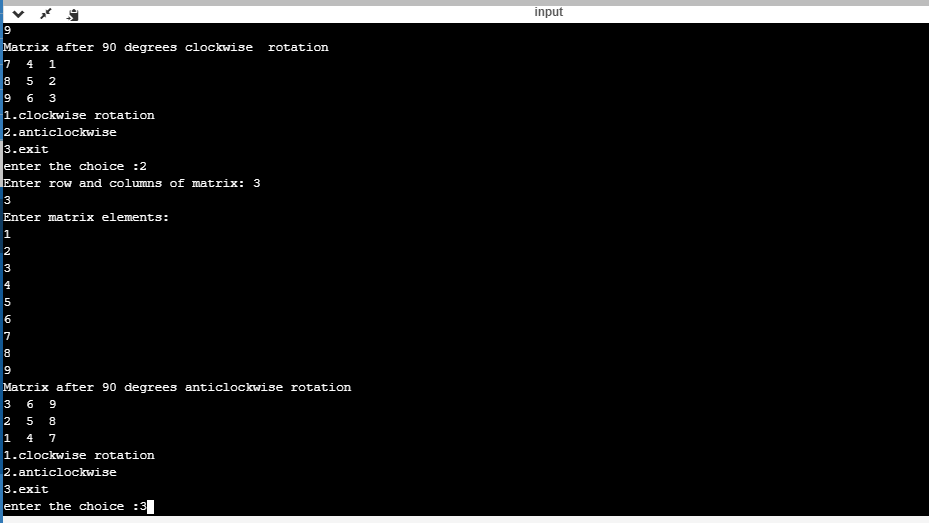 input
9
Matrix after 90 degrees clockwise  rotation
7  4  1
8  5  2
9  6  3
1.clockwise rotation
2.anticlockwise
3.exit
enter the choice :2
Enter row and columns of matrix: 3
3
Enter matrix elements:
1
2
3
4
5
6
7
8
9
Matrix after 90 degrees anticlockwise rotation
3  6  9
2  5  8
1  4  7
1.clockwise rotation
2.anticlockwise
3.exit
enter the choice :3